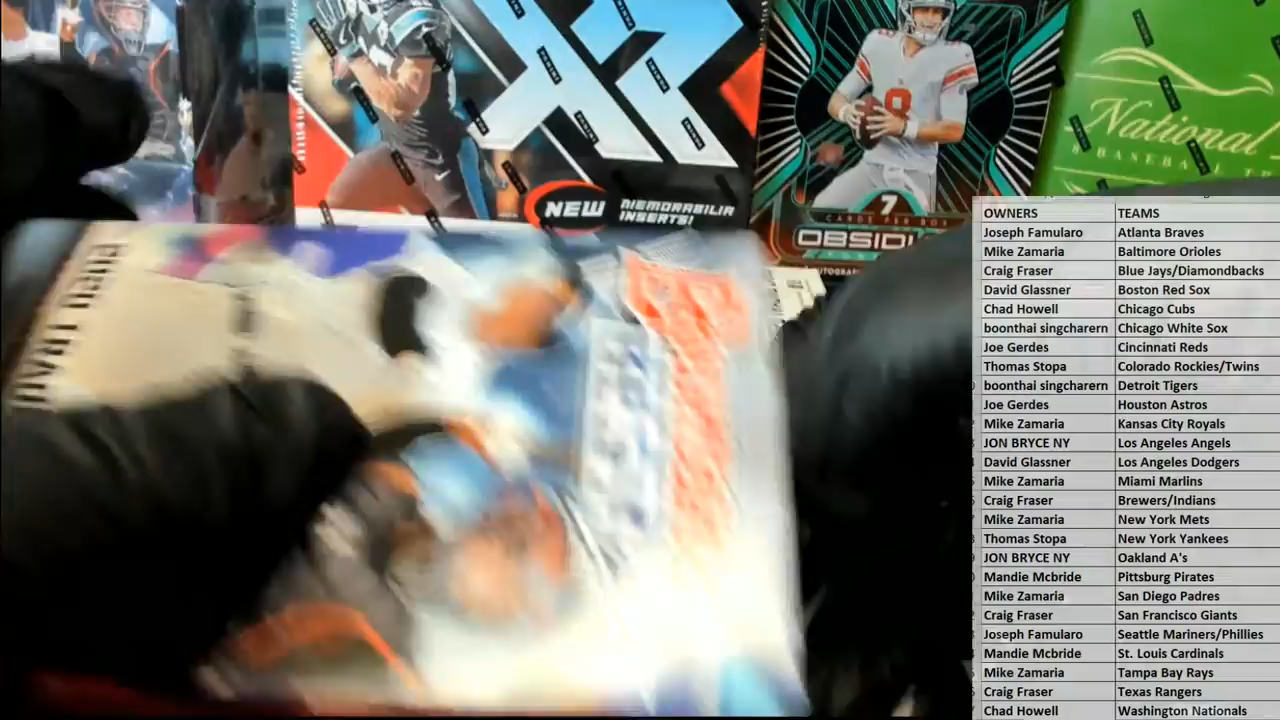 NEW MEMORABILIA
INSERTS!
8
7
CARDS PER BOX
OBSIDI
National
BASEBALL
OWNERS TEAMS
Joseph Famularo Atlanta Braves
Mike Zamaria Baltimore Orioles
Craig Fraser Blue Jays/Diamondbacks
David Glassner Boston Red Sox
Chad Howell Chicago Cubs
boonthai singcharern Chicago White Sox
Joe Gerdes Cincinnati Reds
Thomas Stopa Colorado Rockies/Twins
boonthai singcharern Detroit Tigers
Joe Gerdes Houston Astros
Mike Zamaria Kansas City Royals
JON BRYCE NY Los Angeles Angels
David Glassner Los Angeles Dodgers
Mike Zamaria Miami Marlins
Craig Fraser Brewers/Indians
Mike Zamaria New York Mets
Thomas Stopa New York Yankees
JON BRYCE NY Oakland A's
Mandie Mcbride Pittsburg Pirates
Mike Zamaria San Diego Padres
Craig Fraser San Francisco Giants
Joseph Famularo Seattle Mariners/Phillies
Mandie Mcbride St. Louis Cardinals
Mike Zamaria Tampa Bay Rays
Craig Fraser Texas Rangers
Chad Howell Washington Nationals